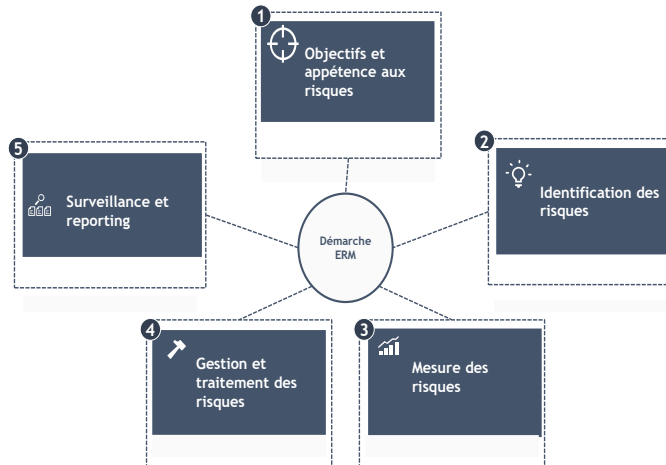 1
Objectifs et
appétence aux
risques
2
Identification des
risques
3
Mesure des
risques
4
Gestion et
traitement des
risques
5
Surveillance et
reporting
Démarche
ERM